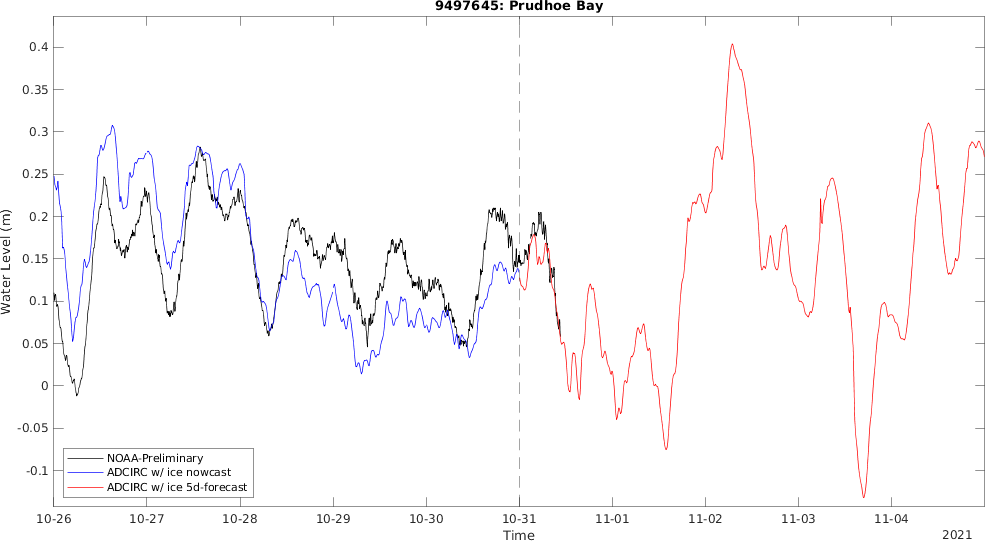 9497645: Prudhoe Bay
Water Level (m)
0.4
0.35
0.3
0.25
0.2
0.15
0.1
0.05
0
-0.05
-0.1
NOAA-Preliminary
ADCIRC w/ ice nowcast
ADCIRC w/ ice 5d-forecast
10-26 10-27 10-28 10-29 10-30 10-31 11-01 11-02 11-03 11-04
Time
2021